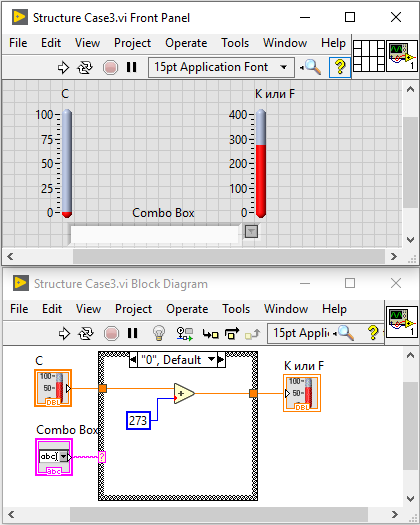 Structure Case3.vi Front Panel
File Edit View Project Operate Tools Window
15pt Application Font
?
1
C
К или F
100
75
50
25
0
400
300
200
100
0
Combo Box
Structure Case3.vi Block Diagram
File Edit View Project Operate Tools Window
15pt Appli
?
1
C
100
50
0
DBL
Combo Box
abc
abc
"0", Default
?
273
К или F
100
50
0
DBL